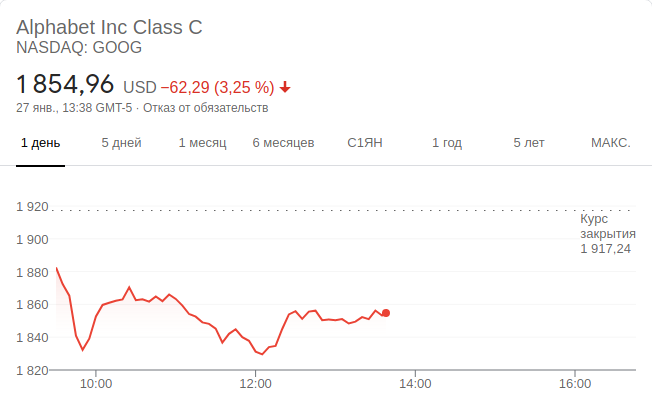 Alphabet Inc Class C
NASDAQ: GOOG
1 854,96 USD −62,29 (3,25 %)
27 янв., 13:38 GMT-5 · Отказ от обязательств
1 день 5 дней 1 месяц 6 месяцев С1ЯН 1 год 5 лет МАКС.
1 920
Курс
закрытия
1 917,24
1 900
1 880
1 860
1 840
1 820
10:00 12:00 14:00 16:00